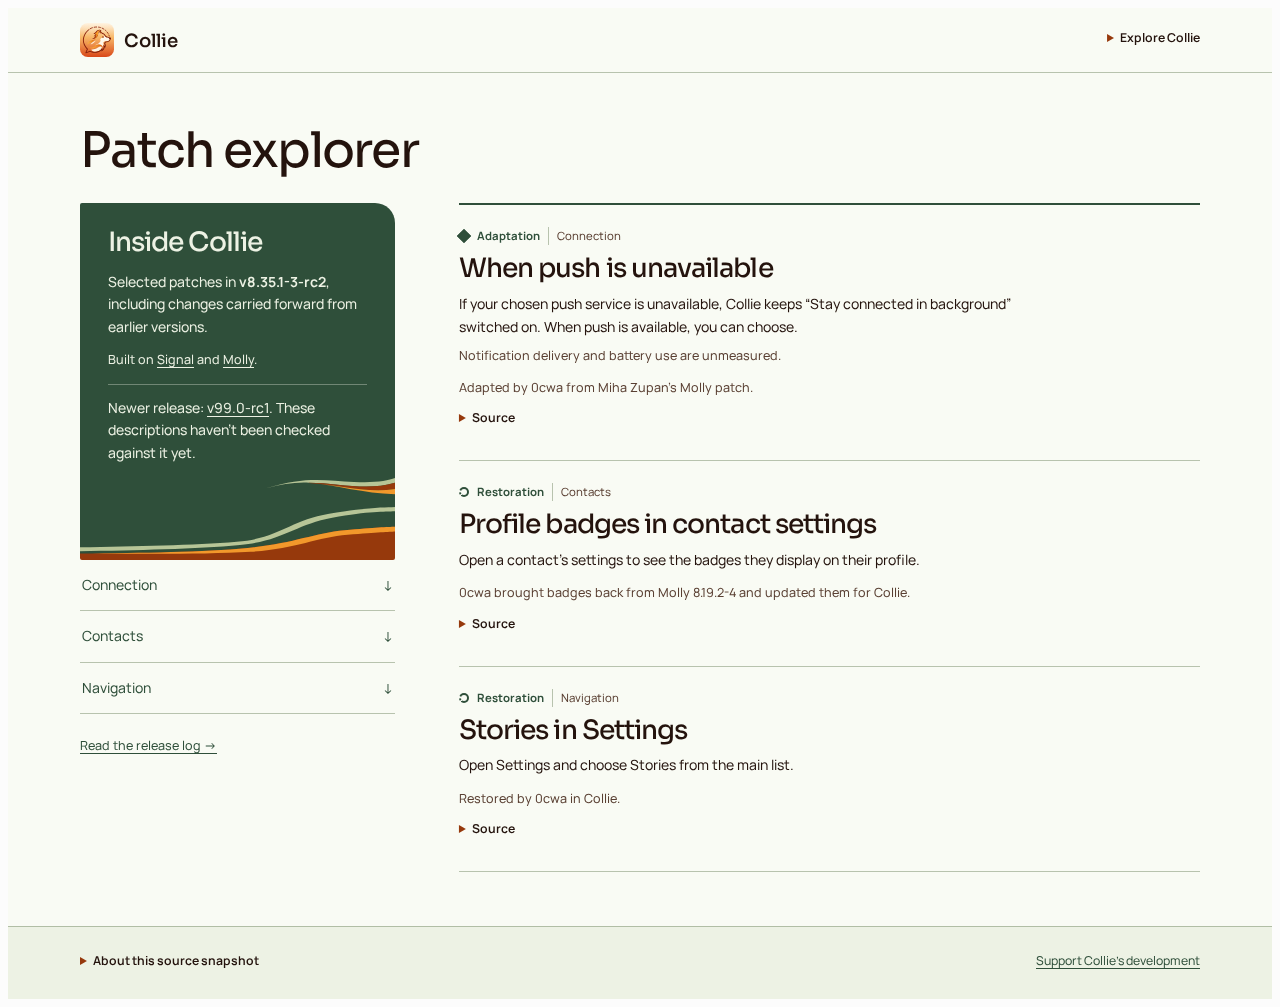 Collie
Explore Collie
Patch explorer
Inside Collie
Selected patches in v8.35.1-3-rc2,
including changes carried forward from
earlier versions.
Built on Signal and Molly.
Newer release: v99.0-rc1. These
descriptions haven’t been checked
against it yet.
Connection ↓
Contacts ↓
Navigation ↓
Read the release log →
Adaptation Connection
When push is unavailable
If your chosen push service is unavailable, Collie keeps “Stay connected in background”
switched on. When push is available, you can choose.
Notification delivery and battery use are unmeasured.
Adapted by 0cwa from Miha Zupan’s Molly patch.
Source
Restoration Contacts
Profile badges in contact settings
Open a contact’s settings to see the badges they display on their profile.
0cwa brought badges back from Molly 8.19.2-4 and updated them for Collie.
Source
Restoration Navigation
Stories in Settings
Open Settings and choose Stories from the main list.
Restored by 0cwa in Collie.
Source
About this source snapshot
Support Collie’s development